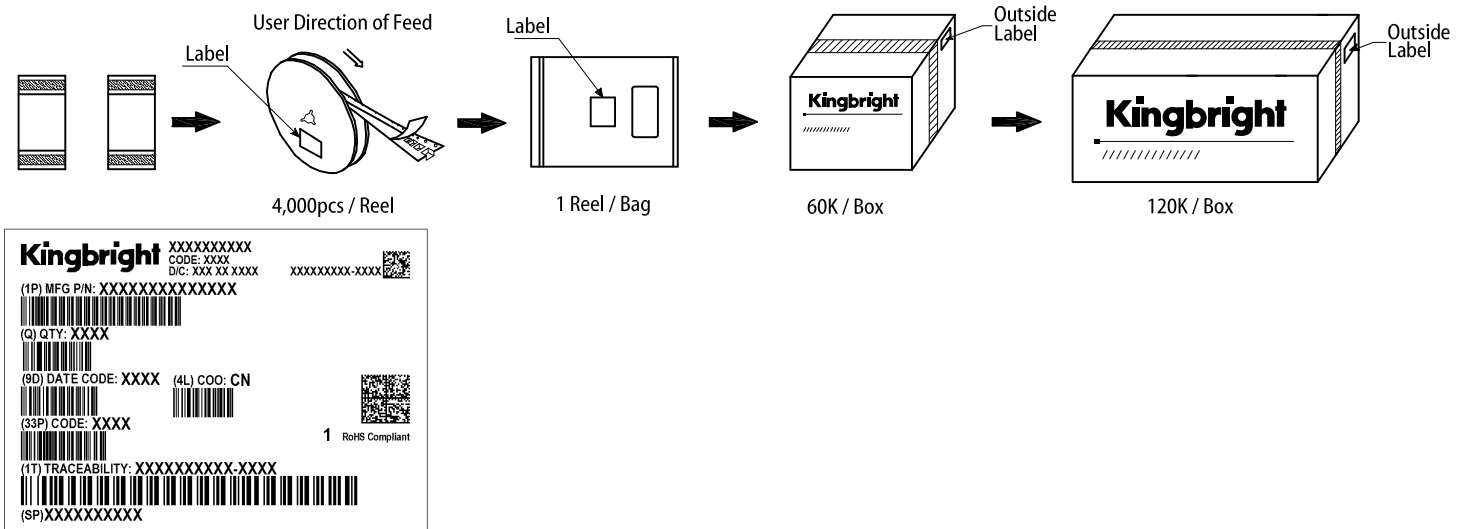 User Direction of Feed
Label
Label
Outside
Label
Outside
Label
Kingbright
Kingbright
4,000pcs / Reel
1 Reel / Bag
60K / Box
120K / Box
Kingbright
XXXXXXXXXX
CODE: XXXX
D/C: XXX XX XXXX
XXXXXXXXX-XXXX
(1P) MFG P/N: XXXXXXXXXXXXXX
(Q) QTY: XXXX
(9D) DATE CODE: XXXX
(4L) COO: CN
(33P) CODE: XXXX
1 RoHS Compliant
(1T) TRACEABILITY: XXXXXXXXXX-XXXX
(SP)XXXXXXXXXX